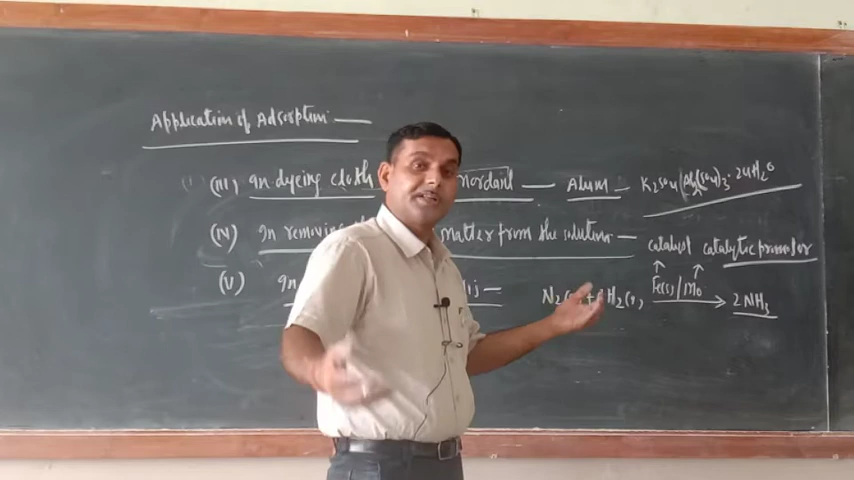 Application of Adsorption —
(III) In dying cloth Mordant — Alum — K2SO4 Al2(SO4)3·24H2O
(IV) In removing matter from the solution —
catalyst catalytic promoter
(V) In N2(g) + H2(g) Fe(s)/Mo → 2NH3